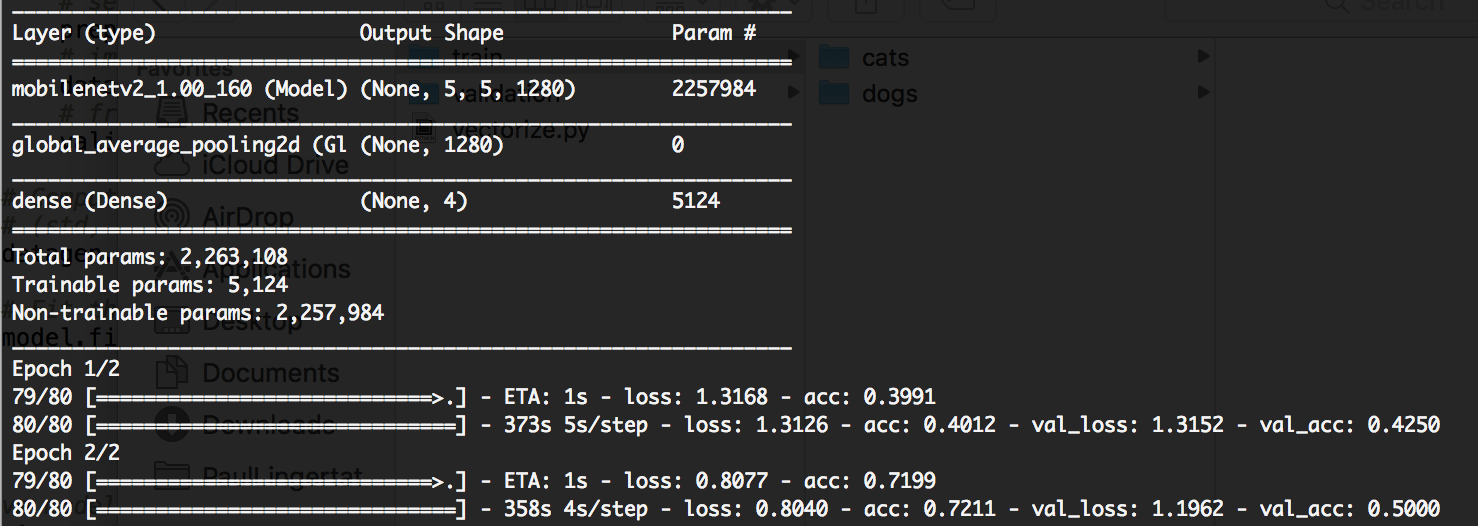 Layer (type) Output Shape Param #
mobilenetv2_1.00_160 (Model) (None, 5, 5, 1280) 2257984
global_average_pooling2d (Gl (None, 1280) 0
dense (Dense) (None, 4) 5124
Total params: 2,263,108
Trainable params: 5,124
Non-trainable params: 2,257,984
Epoch 1/2
79/80 [============================>.] - ETA: 1s - loss: 1.3168 - acc: 0.3991
80/80 [==============================] - 373s 5s/step - loss: 1.3126 - acc: 0.4012 - val_loss: 1.3152 - val_acc: 0.4250
Epoch 2/2
79/80 [============================>.] - ETA: 1s - loss: 0.8077 - acc: 0.7199
80/80 [==============================] - 358s 4s/step - loss: 0.8040 - acc: 0.7211 - val_loss: 1.1962 - val_acc: 0.5000
Search
Favorites
Recents
iCloud Drive
AirDrop
Applications
Desktop
Documents
Downloads
PaulLingertat
train
validation
vectorize.py
cats
dogs
model.fi